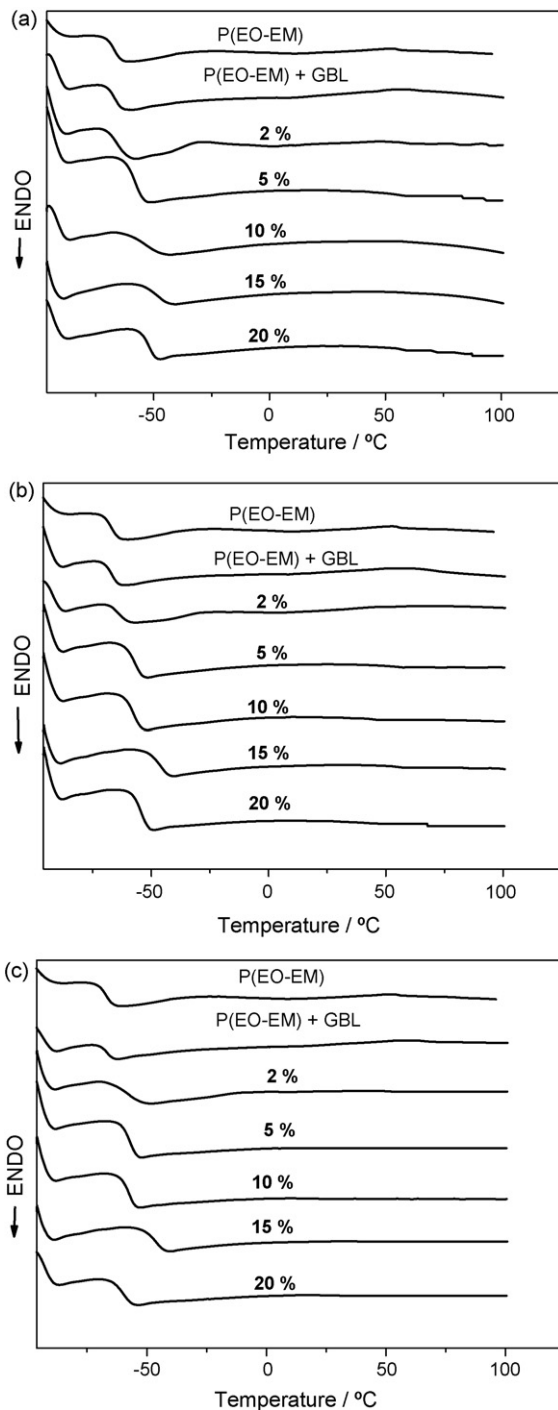 (a)
P(EO-EM)
P(EO-EM) + GBL
2 %
5 %
10 %
15 %
20 %
ENDO
-50 0 50 100
Temperature / ºC
(b)
P(EO-EM)
P(EO-EM) + GBL
2 %
5 %
10 %
15 %
20 %
ENDO
-50 0 50 100
Temperature / ºC
(c)
P(EO-EM)
P(EO-EM) + GBL
2 %
5 %
10 %
15 %
20 %
ENDO
-50 0 50 100
Temperature / ºC